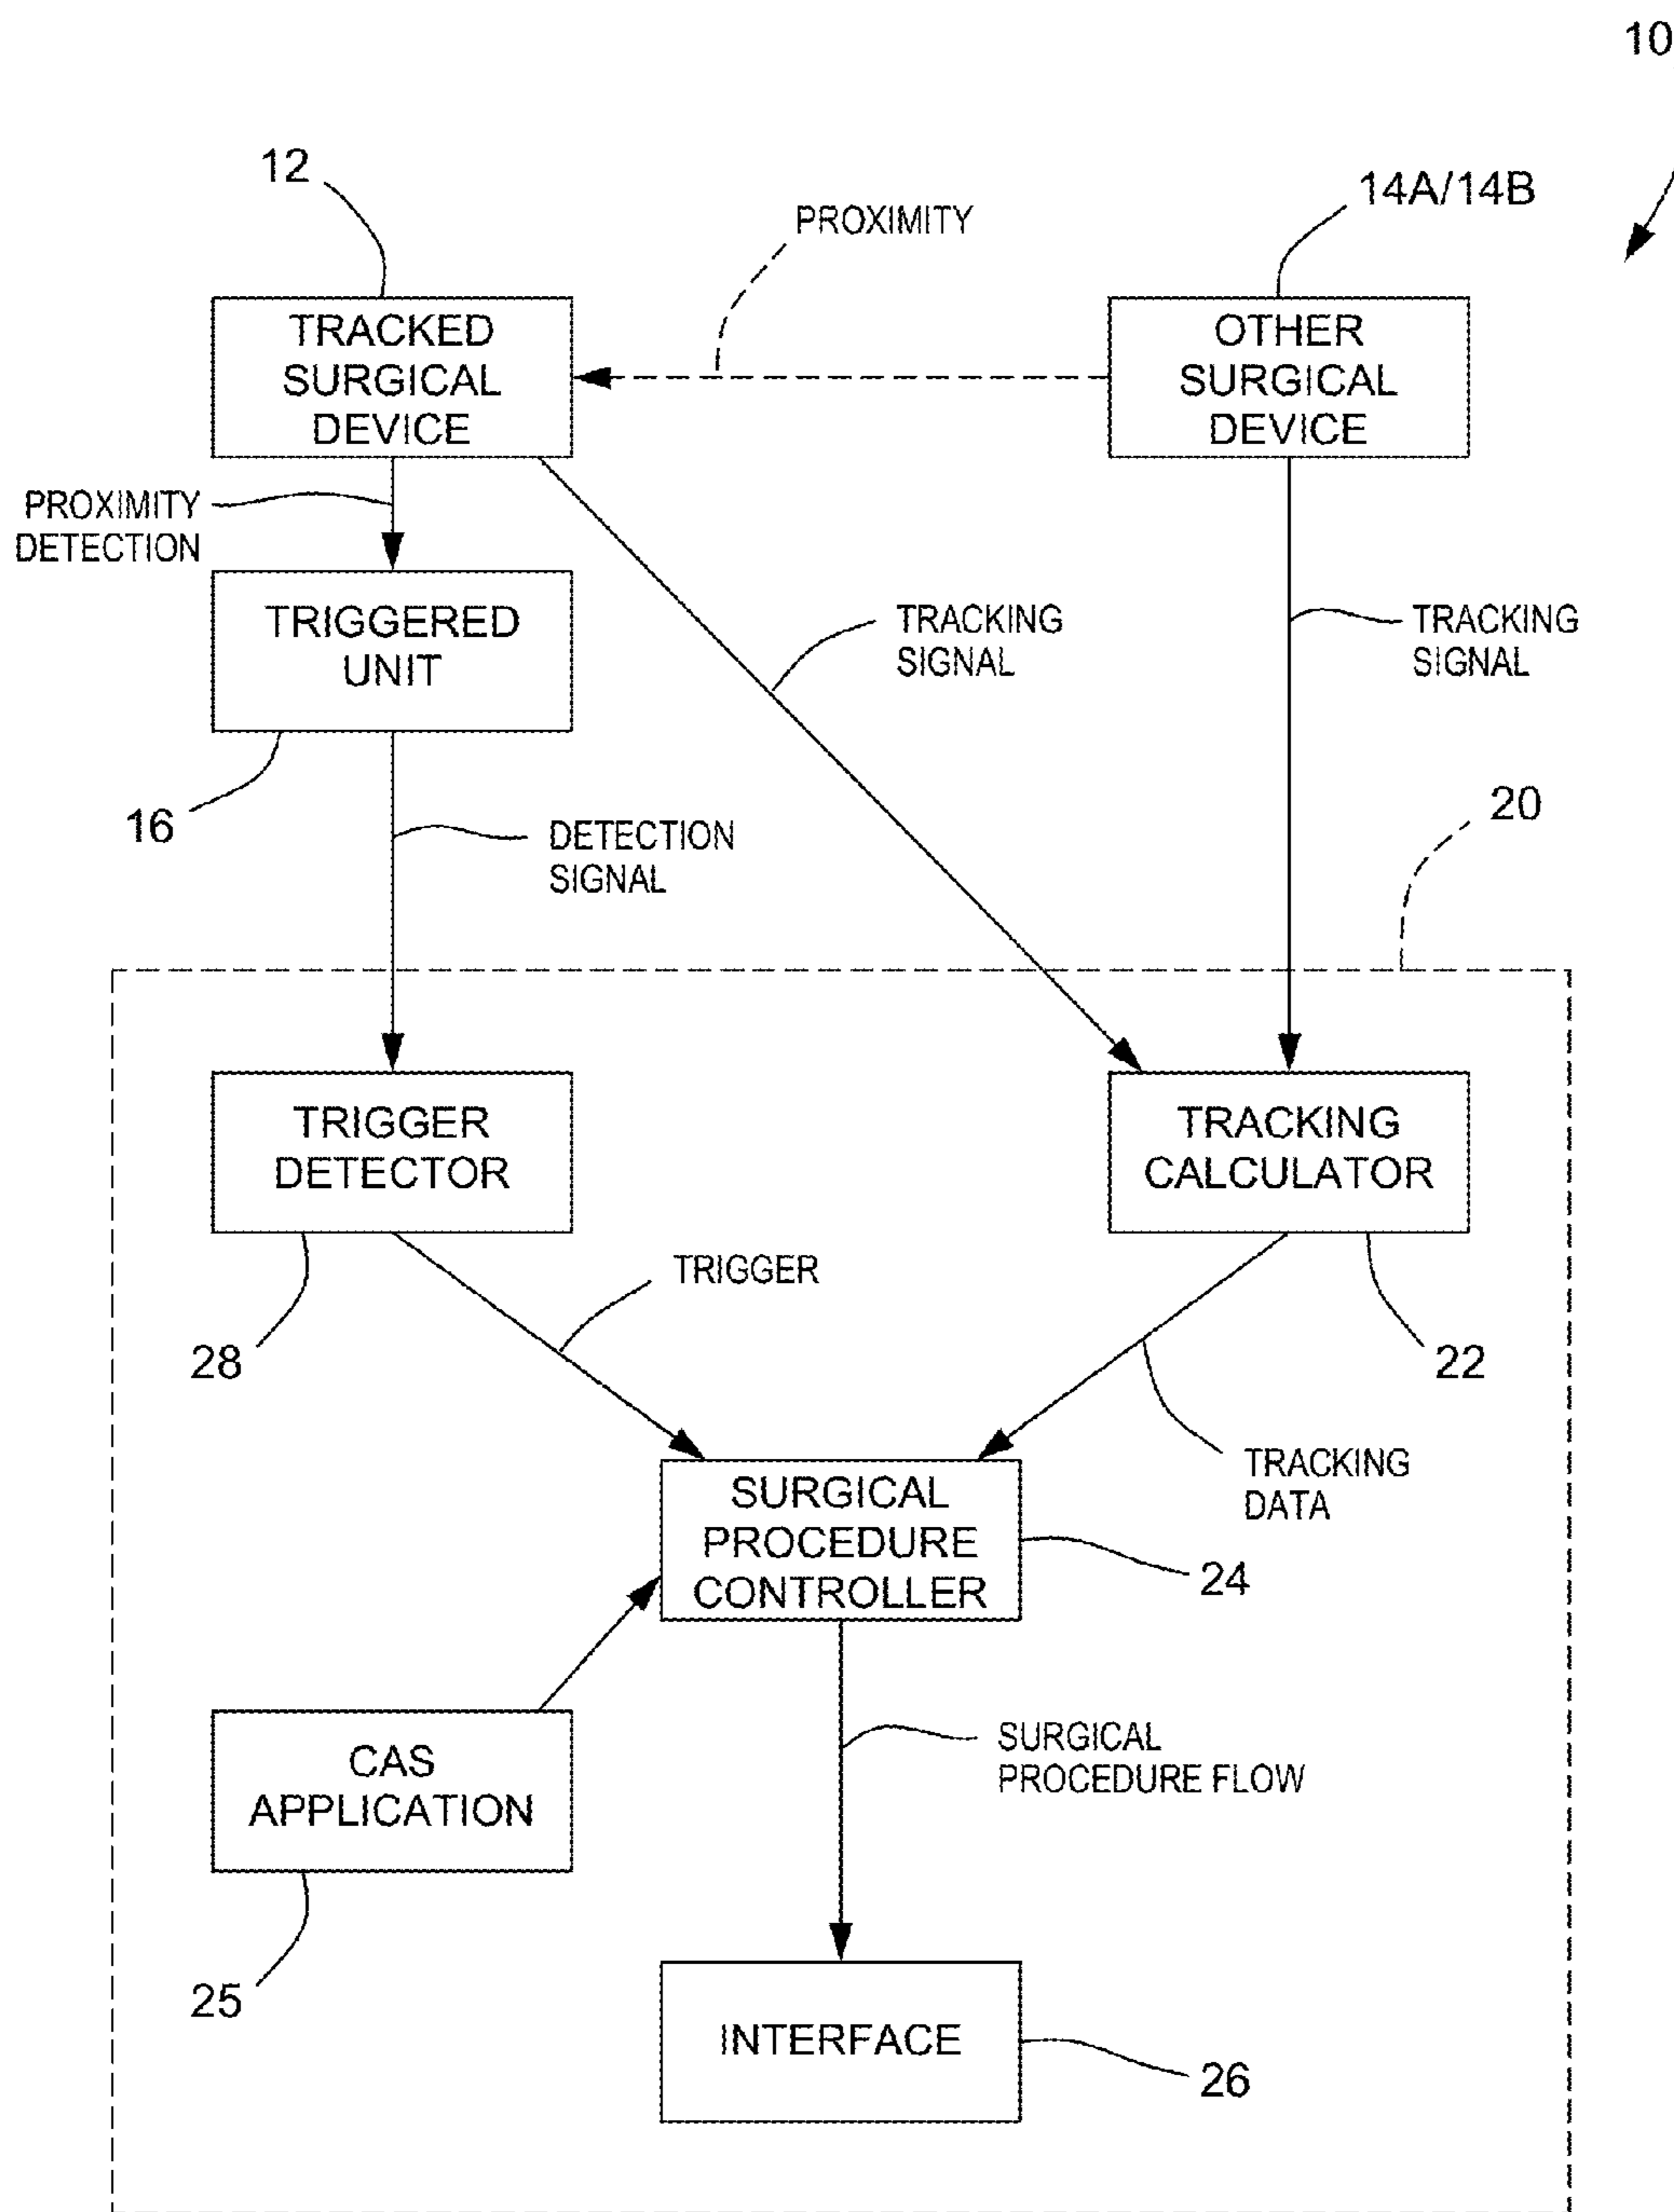 10
12
14A/14B
PROXIMITY
TRACKED
SURGICAL
DEVICE
OTHER
SURGICAL
DEVICE
PROXIMITY
DETECTION
TRIGGERED
UNIT
TRACKING
SIGNAL
TRACKING
SIGNAL
16
DETECTION
SIGNAL
20
TRIGGER
DETECTOR
TRACKING
CALCULATOR
TRIGGER
28
22
TRACKING
DATA
SURGICAL
PROCEDURE
CONTROLLER
24
CAS
APPLICATION
SURGICAL
PROCEDURE FLOW
25
INTERFACE
26